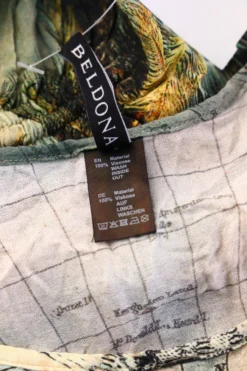 BELDONA
EN Material
100% Viscose
WASH
INSIDE
OUT
DE Material
100% Viskose
AUF
LINKS
WASCHEN